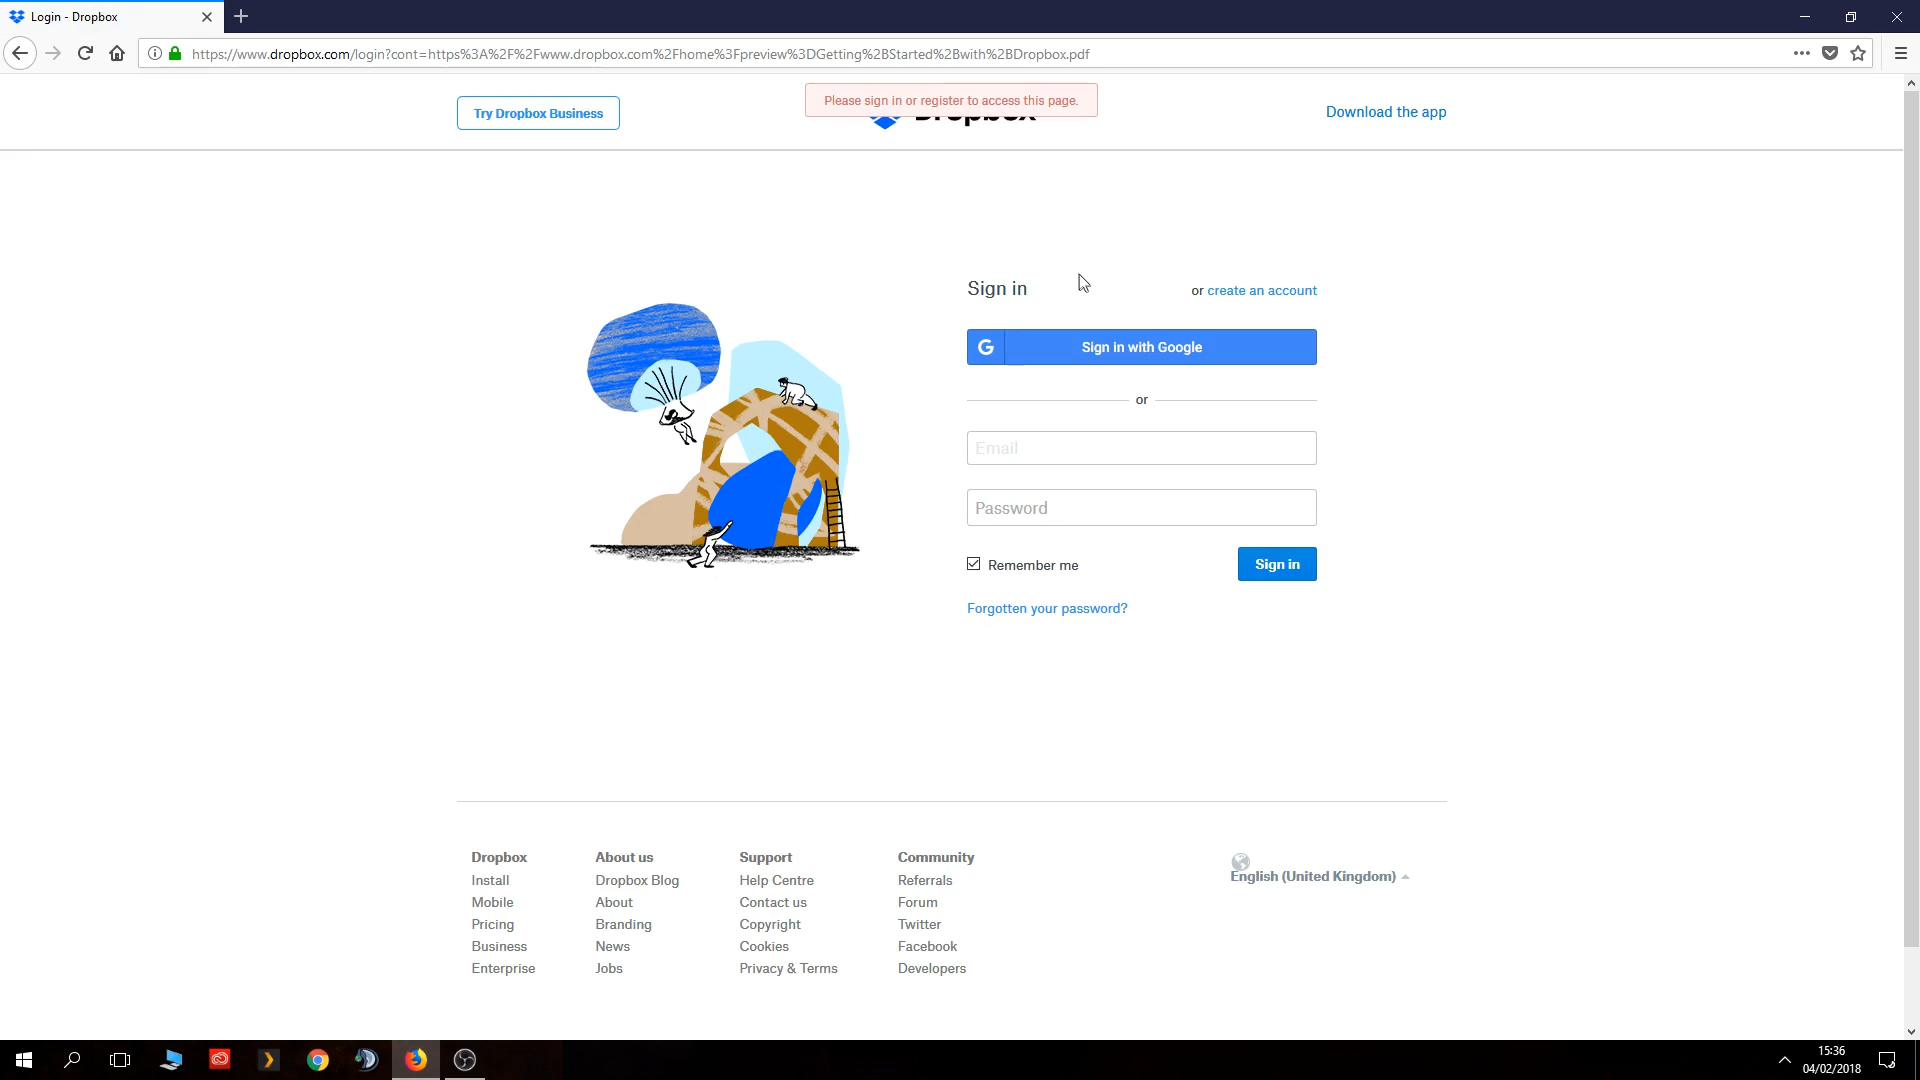 Login - Dropbox
https://www.dropbox.com/login?cont=https%3A%2F%2Fwww.dropbox.com%2Fhome%3Fpreview%3DGetting%2BStarted%2Bwith%2BDropbox.pdf
Try Dropbox Business
Please sign in or register to access this page.
Dropbox
Download the app
Sign in
or create an account
G
Sign in with Google
or
Email
Password
Remember me
Sign in
Forgotten your password?
Dropbox
Install
Mobile
Pricing
Business
Enterprise
About us
Dropbox Blog
About
Branding
News
Jobs
Support
Help Centre
Contact us
Copyright
Cookies
Privacy & Terms
Community
Referrals
Forum
Twitter
Facebook
Developers
English (United Kingdom)
15:36
04/02/2018